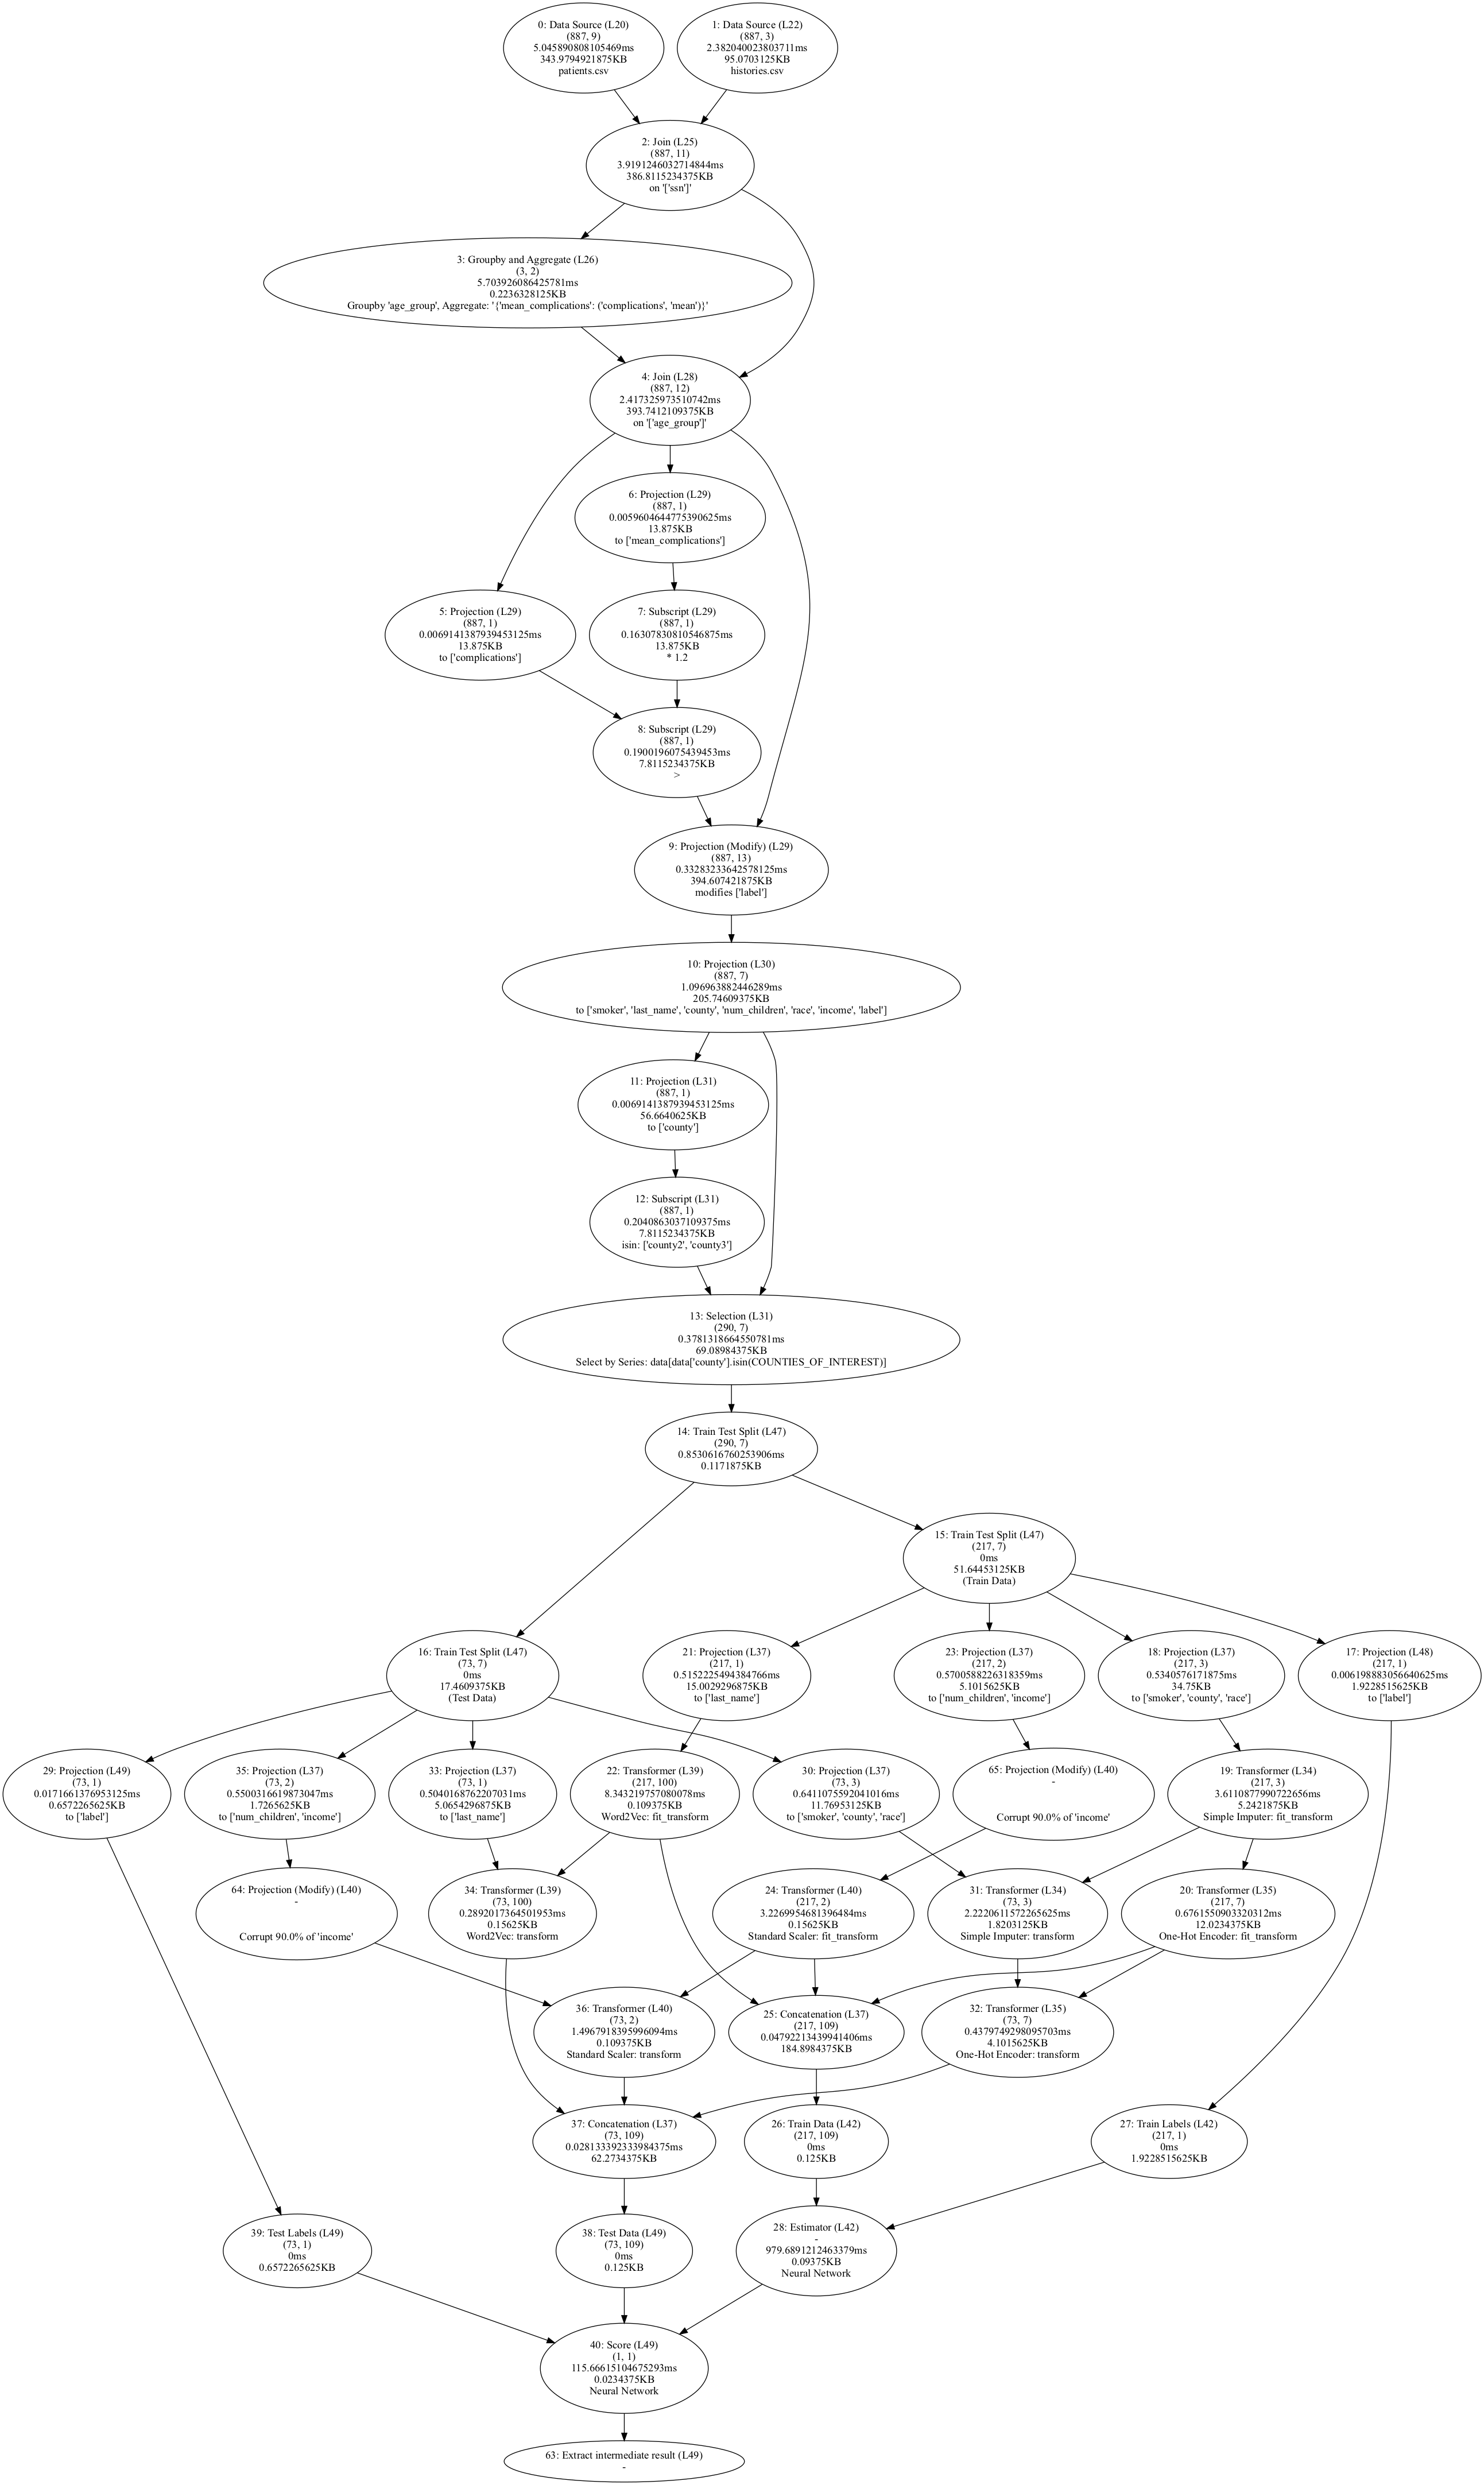 0: Data Source (L20)
(887, 9)
5.045890808105469ms
343.9794921875KB
patients.csv
1: Data Source (L22)
(887, 3)
2.382040023803711ms
95.0703125KB
histories.csv
2: Join (L25)
(887, 11)
3.9191246032714844ms
386.8115234375KB
on '['ssn']'
3: Groupby and Aggregate (L26)
(3, 2)
5.703926086425781ms
0.2236328125KB
Groupby 'age_group', Aggregate: '{'mean_complications': ('complications', 'mean')}'
4: Join (L28)
(887, 12)
2.417325973510742ms
393.7412109375KB
on '['age_group']'
6: Projection (L29)
(887, 1)
0.0059604644775390625ms
13.875KB
to ['mean_complications']
5: Projection (L29)
(887, 1)
0.0069141387939453125ms
13.875KB
to ['complications']
7: Subscript (L29)
(887, 1)
0.16307830810546875ms
13.875KB
* 1.2
8: Subscript (L29)
(887, 1)
0.1900196075439453ms
7.8115234375KB
>
9: Projection (Modify) (L29)
(887, 13)
0.33283233642578125ms
394.607421875KB
modifies ['label']
10: Projection (L30)
(887, 7)
1.096963882446289ms
205.74609375KB
to ['smoker', 'last_name', 'county', 'num_children', 'race', 'income', 'label']
11: Projection (L31)
(887, 1)
0.0069141387939453125ms
56.6640625KB
to ['county']
12: Subscript (L31)
(887, 1)
0.2040863037109375ms
7.8115234375KB
isin: ['county2', 'county3']
13: Selection (L31)
(290, 7)
0.3781318664550781ms
69.08984375KB
Select by Series: data[data['county'].isin(COUNTIES_OF_INTEREST)]
14: Train Test Split (L47)
(290, 7)
0.8530616760253906ms
0.1171875KB
15: Train Test Split (L47)
(217, 7)
0ms
51.64453125KB
(Train Data)
16: Train Test Split (L47)
(73, 7)
0ms
17.4609375KB
(Test Data)
21: Projection (L37)
(217, 1)
0.5152225494384766ms
15.0029296875KB
to ['last_name']
23: Projection (L37)
(217, 2)
0.5700588226318359ms
5.1015625KB
to ['num_children', 'income']
18: Projection (L37)
(217, 3)
0.5340576171875ms
34.75KB
to ['smoker', 'county', 'race']
17: Projection (L48)
(217, 1)
0.006198883056640625ms
1.9228515625KB
to ['label']
29: Projection (L49)
(73, 1)
0.0171661376953125ms
0.6572265625KB
to ['label']
35: Projection (L37)
(73, 2)
0.5500316619873047ms
1.7265625KB
to ['num_children', 'income']
33: Projection (L37)
(73, 1)
0.5040168762207031ms
5.0654296875KB
to ['last_name']
22: Transformer (L39)
(217, 100)
8.343219757080078ms
0.109375KB
Word2Vec: fit_transform
30: Projection (L37)
(73, 3)
0.6411075592041016ms
11.76953125KB
to ['smoker', 'county', 'race']
65: Projection (Modify) (L40)
-
Corrupt 90.0% of 'income'
19: Transformer (L34)
(217, 3)
3.6110877990722656ms
5.2421875KB
Simple Imputer: fit_transform
64: Projection (Modify) (L40)
-
Corrupt 90.0% of 'income'
34: Transformer (L39)
(73, 100)
0.2892017364501953ms
0.15625KB
Word2Vec: transform
24: Transformer (L40)
(217, 2)
3.2269954681396484ms
0.15625KB
Standard Scaler: fit_transform
31: Transformer (L34)
(73, 3)
2.2220611572265625ms
1.8203125KB
Simple Imputer: transform
20: Transformer (L35)
(217, 7)
0.6761550903320312ms
12.0234375KB
One-Hot Encoder: fit_transform
36: Transformer (L40)
(73, 2)
1.4967918395996094ms
0.109375KB
Standard Scaler: transform
25: Concatenation (L37)
(217, 109)
0.04792213439941406ms
184.8984375KB
32: Transformer (L35)
(73, 7)
0.4379749298095703ms
4.1015625KB
One-Hot Encoder: transform
37: Concatenation (L37)
(73, 109)
0.028133392333984375ms
62.2734375KB
26: Train Data (L42)
(217, 109)
0ms
0.125KB
27: Train Labels (L42)
(217, 1)
0ms
1.9228515625KB
39: Test Labels (L49)
(73, 1)
0ms
0.6572265625KB
38: Test Data (L49)
(73, 109)
0ms
0.125KB
28: Estimator (L42)
-
979.6891212463379ms
0.09375KB
Neural Network
40: Score (L49)
(1, 1)
115.66615104675293ms
0.0234375KB
Neural Network
63: Extract intermediate result (L49)
-